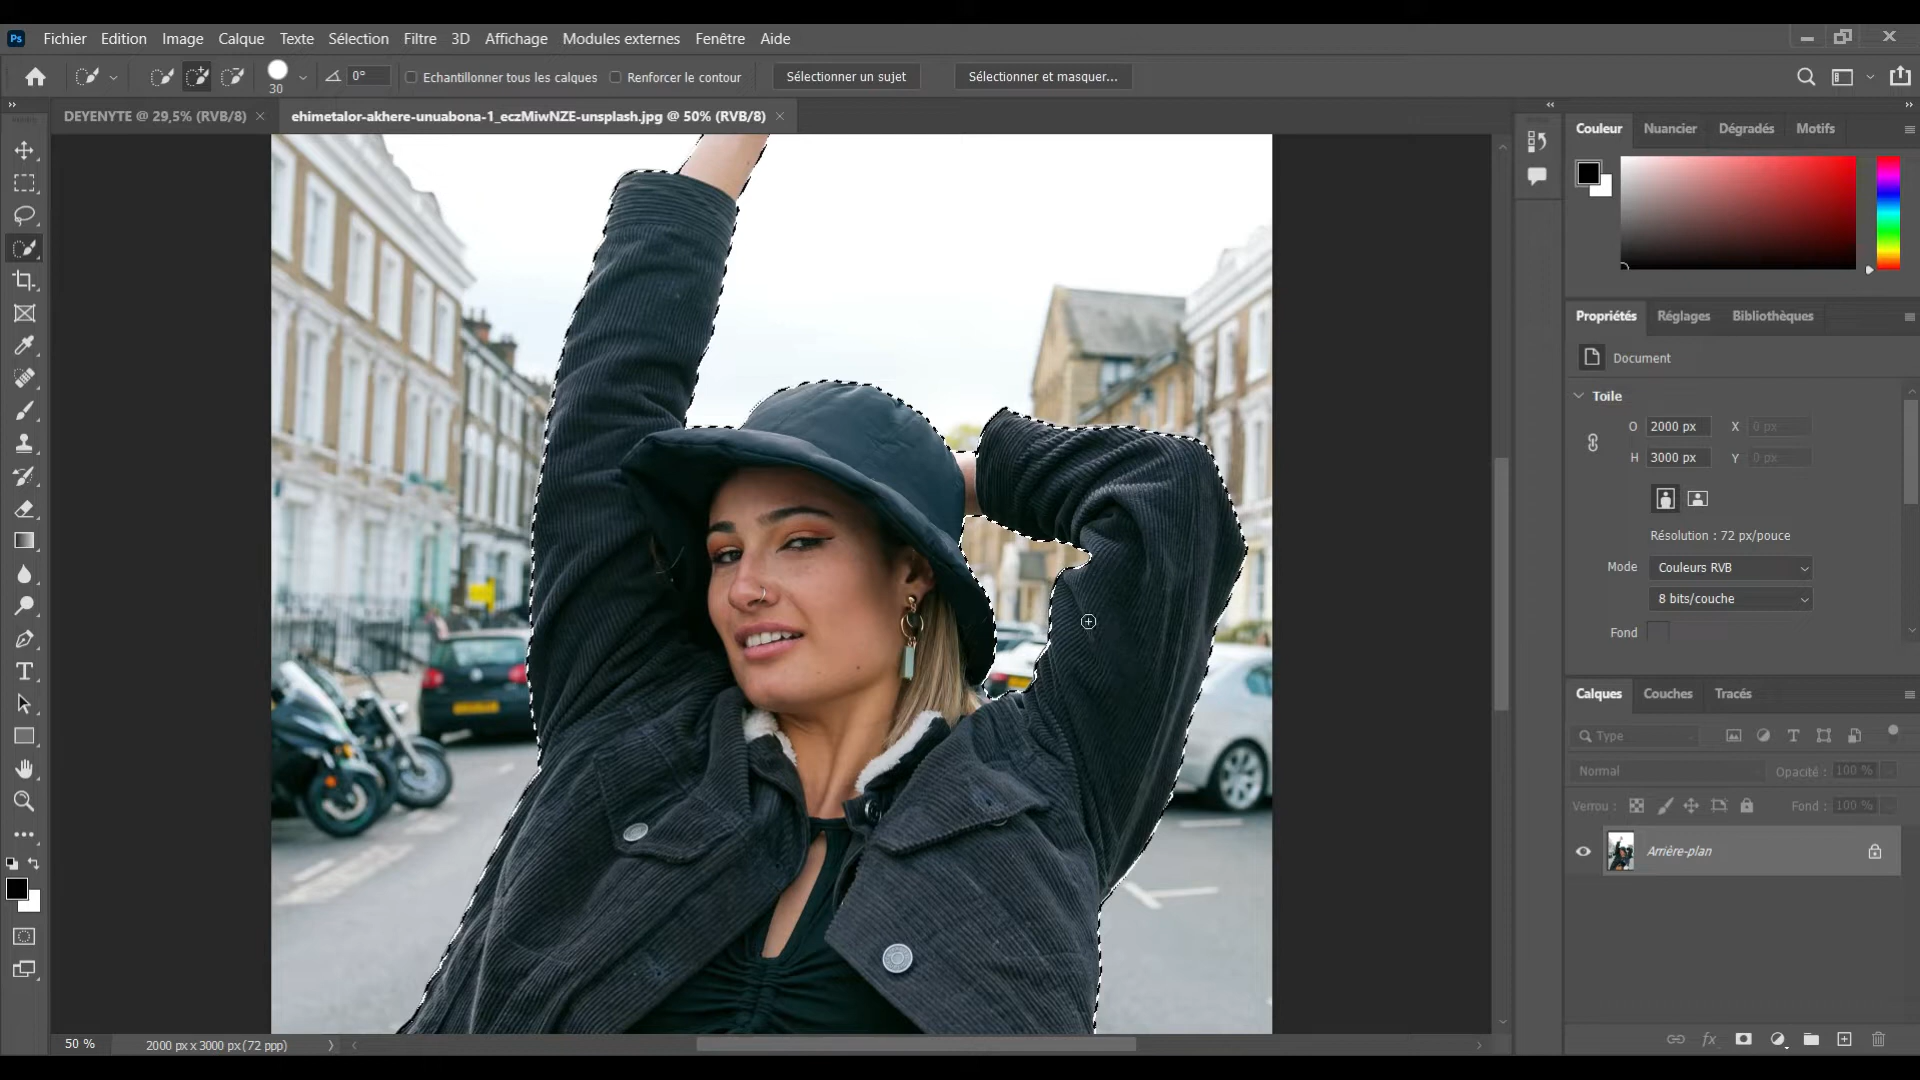 Ps Fichier Edition Image Calque Texte Sélection Filtre 3D Affichage Modules externes Fenêtre Aide
30 0° Echantillonner tous les calques Renforcer le contour Sélectionner un sujet Sélectionner et masquer...
DEYENYTE @ 29,5% (RVB/8) ehimetalor-akhere-unuabona-1_eczMiwNZE-unsplash.jpg @ 50% (RVB/8)
Couleur Nuancier Dégradés Motifs
Propriétés Réglages Bibliothèques
Document
Toile
O 2000 px X 0 px
H 3000 px Y 0 px
Résolution : 72 px/pouce
Mode Couleurs RVB
8 bits/couche
Fond
Calques Couches Tracés
Type
Normal Opacité : 100 %
Verrou : Fond : 100 %
Arrière-plan
50 % 2000 px x 3000 px (72 ppp)